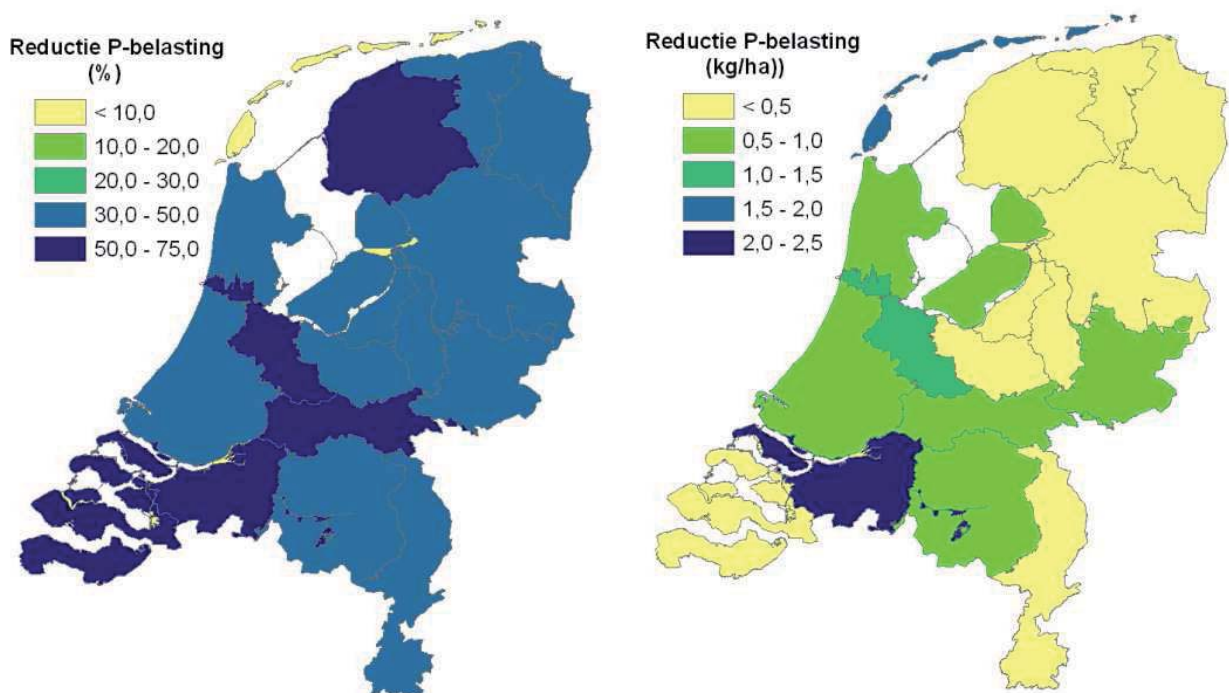 Reductie P-belasting
(%)
< 10,0
10,0 - 20,0
20,0 - 30,0
30,0 - 50,0
50,0 - 75,0
Reductie P-belasting
(kg/ha))
< 0,5
0,5 - 1,0
1,0 - 1,5
1,5 - 2,0
2,0 - 2,5